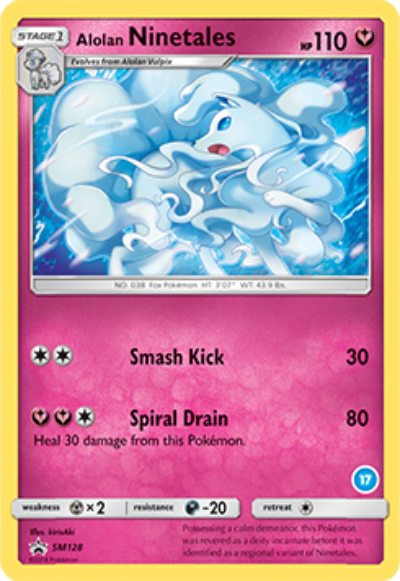 STAGE 1 Alolan Ninetales HP 110
Evolves from Alolan Vulpix
NO. 038 Fox Pokémon HT: 3'07" WT: 43.9 lbs.
Smash Kick 30
Spiral Drain 80
Heal 30 damage from this Pokémon.
17
weakness ×2 resistance -20 retreat
Illus. kirisAki
SM128
©2018 Pokémon
Possessing a calm demeanor, this Pokémon
was revered as a deity incarnate before it was
identified as a regional variant of Ninetales.